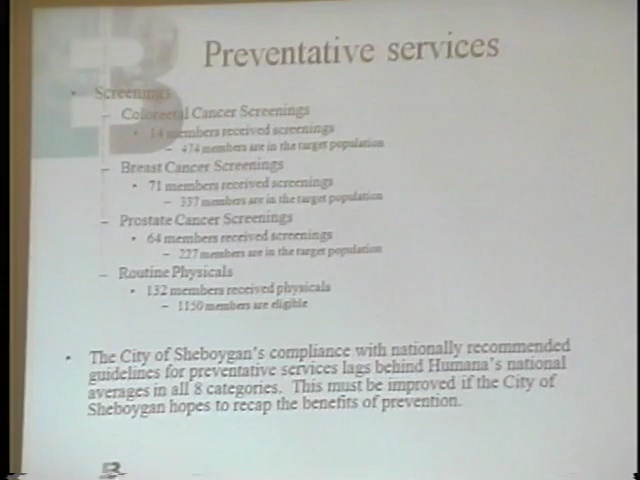 Preventative services
• Screenings
– Colorectal Cancer Screenings
• 14 members received screenings
– 474 members are in the target population
– Breast Cancer Screenings
• 71 members received screenings
– 337 members are in the target population
– Prostate Cancer Screenings
• 64 members received screenings
– 227 members are in the target population
– Routine Physicals
• 132 members received physicals
– 1150 members are eligible
• The City of Sheboygan's compliance with nationally recommended
guidelines for preventative services lags behind Humana's national
averages in all 8 categories. This must be improved if the City of
Sheboygan hopes to recap the benefits of prevention.